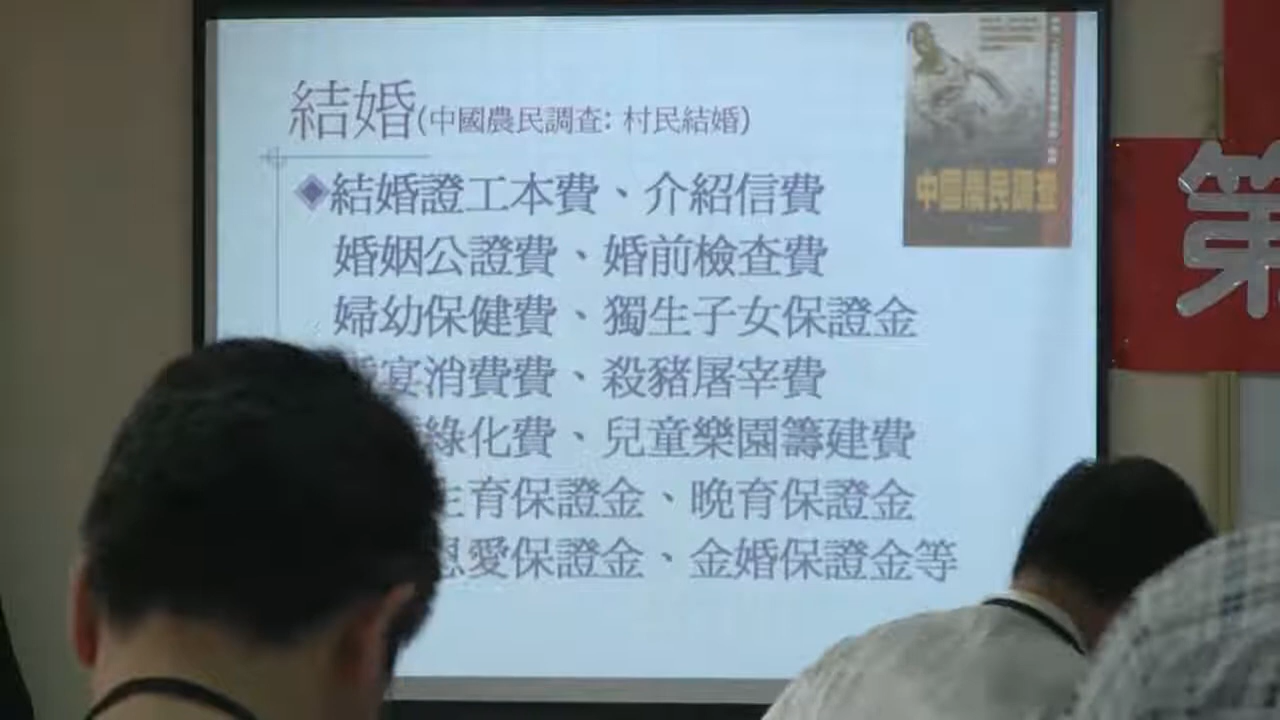 結婚(中國農民調查: 村民結婚)
結婚證工本費、介紹信費
婚姻公證費、婚前檢查費
婦幼保健費、獨生子女保證金
宴消費費、殺豬屠宰費
綠化費、兒童樂園籌建費
生育保證金、晚育保證金
恩愛保證金、金婚保證金等
中國農民調查
第